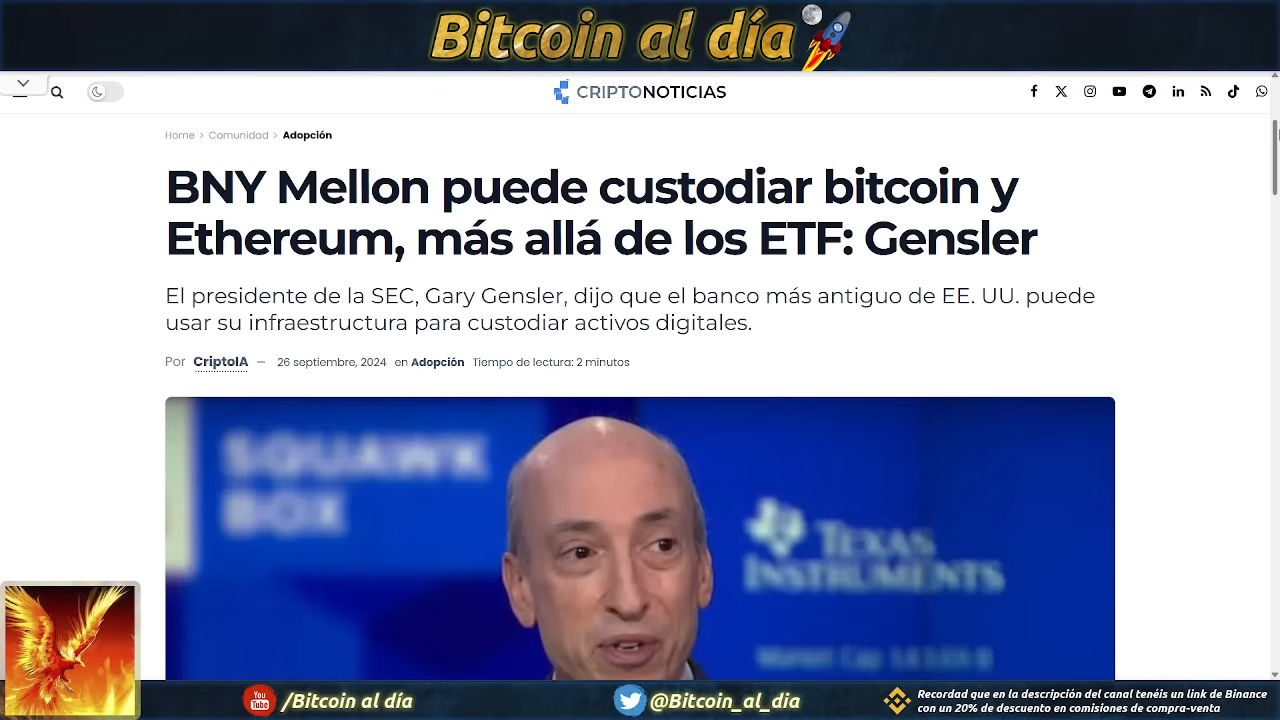 Bitcoin al día
CRIPTONOTICIAS
Home > Comunidad > Adopción
BNY Mellon puede custodiar bitcoin y
Ethereum, más allá de los ETF: Gensler
El presidente de la SEC, Gary Gensler, dijo que el banco más antiguo de EE. UU. puede
usar su infraestructura para custodiar activos digitales.
Por CriptoIA — 26 septiembre, 2024 en Adopción Tiempo de lectura: 2 minutos
SQUAWK
BOX
TEXAS
INSTRUMENTS
Market Cap
You
Tube
/Bitcoin al día
@Bitcoin_al_dia
Recordad que en la descripción del canal tenéis un link de Binance
con un 20% de descuento en comisiones de compra-venta